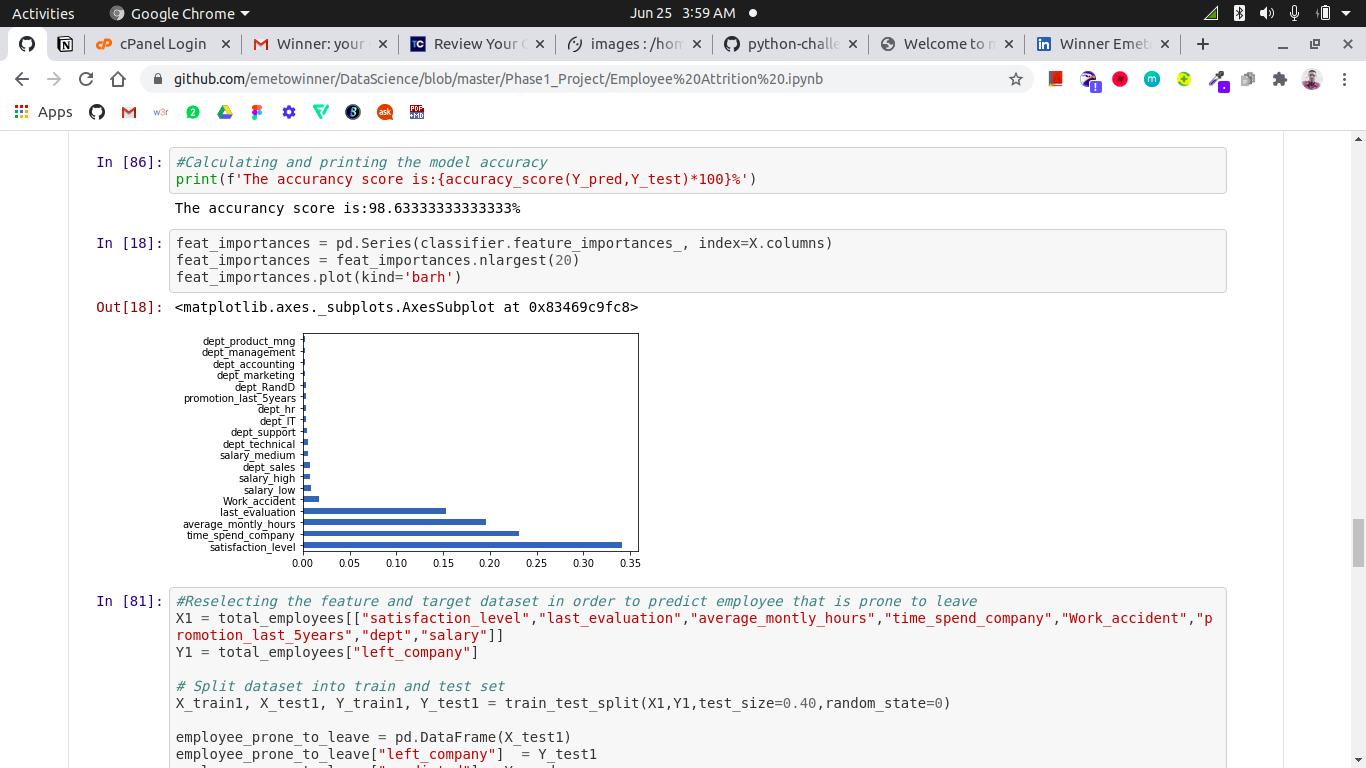 Activities
Google Chrome
Jun 25 3:59 AM
cPanel Login
Winner: your
Review Your
images : /hom
python-challe
Welcome to m
Winner Emet
github.com/emetowinner/DataScience/blob/master/Phase1_Project/Employee%20Attrition%20.ipynb
Apps
w3r
2
ask
PDF
MD
In [86]:
#Calculating and printing the model accuracy
print(f'The accurancy score is:{accuracy_score(Y_pred,Y_test)*100}%')
The accurancy score is:98.63333333333333%
In [18]:
feat_importances = pd.Series(classifier.feature_importances_, index=X.columns)
feat_importances = feat_importances.nlargest(20)
feat_importances.plot(kind='barh')
Out[18]:
<matplotlib.axes._subplots.AxesSubplot at 0x83469c9fc8>
dept_product_mng
dept_management
dept_accounting
dept_marketing
dept_RandD
promotion_last_5years
dept_hr
dept_IT
dept_support
dept_technical
salary_medium
dept_sales
salary_high
salary_low
Work_accident
last_evaluation
average_montly_hours
time_spend_company
satisfaction_level
0.00 0.05 0.10 0.15 0.20 0.25 0.30 0.35
In [81]:
#Reselecting the feature and target dataset in order to predict employee that is prone to leave
X1 = total_employees[["satisfaction_level","last_evaluation","average_montly_hours","time_spend_company","Work_accident","p
romotion_last_5years","dept","salary"]]
Y1 = total_employees["left_company"]
# Split dataset into train and test set
X_train1, X_test1, Y_train1, Y_test1 = train_test_split(X1,Y1,test_size=0.40,random_state=0)
employee_prone_to_leave = pd.DataFrame(X_test1)
employee_prone_to_leave["left_company"] = Y_test1